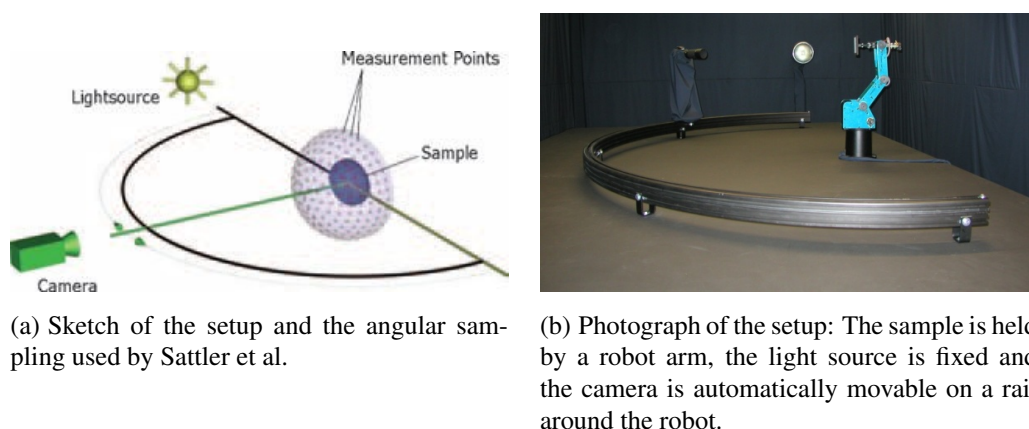 Measurement Points
Lightsource
Sample
Camera
(a) Sketch of the setup and the angular sam-
pling used by Sattler et al.
(b) Photograph of the setup: The sample is held
by a robot arm, the light source is fixed and
the camera is automatically movable on a rai
around the robot.